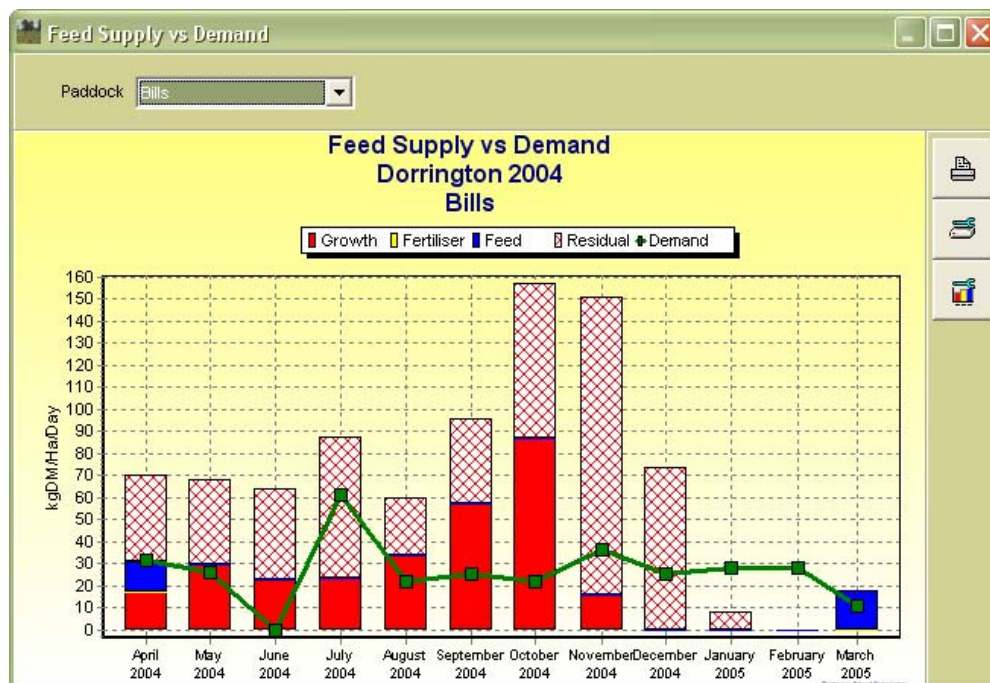 Feed Supply vs Demand
Paddock Bills
Feed Supply vs Demand
Dorrington 2004
Bills
Growth Fertiliser Feed Residual Demand
160
150
140
130
120
110
100
90
80
70
60
50
40
30
20
10
0
kgDM/Ha/Day
April May June July August September October November December January February March
2004 2004 2004 2004 2004 2004 2004 2004 2004 2005 2005 2005